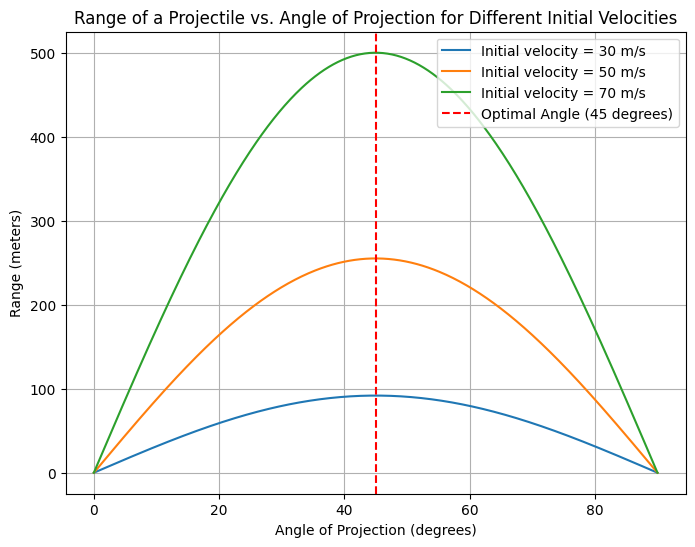 Range of a Projectile vs. Angle of Projection for Different Initial Velocities
Initial velocity = 30 m/s
Initial velocity = 50 m/s
Initial velocity = 70 m/s
Optimal Angle (45 degrees)
Range (meters)
500
400
300
200
100
0
0 20 40 60 80
Angle of Projection (degrees)